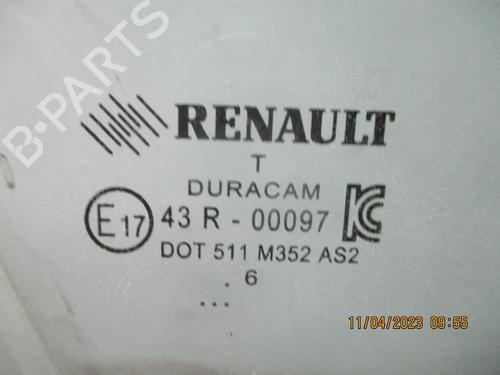 B-PARTS
RENAULT
T
DURACAM
E17 43 R - 00097 KC
DOT 511 M352 AS2
. 6
...
11/04/2023 09:55